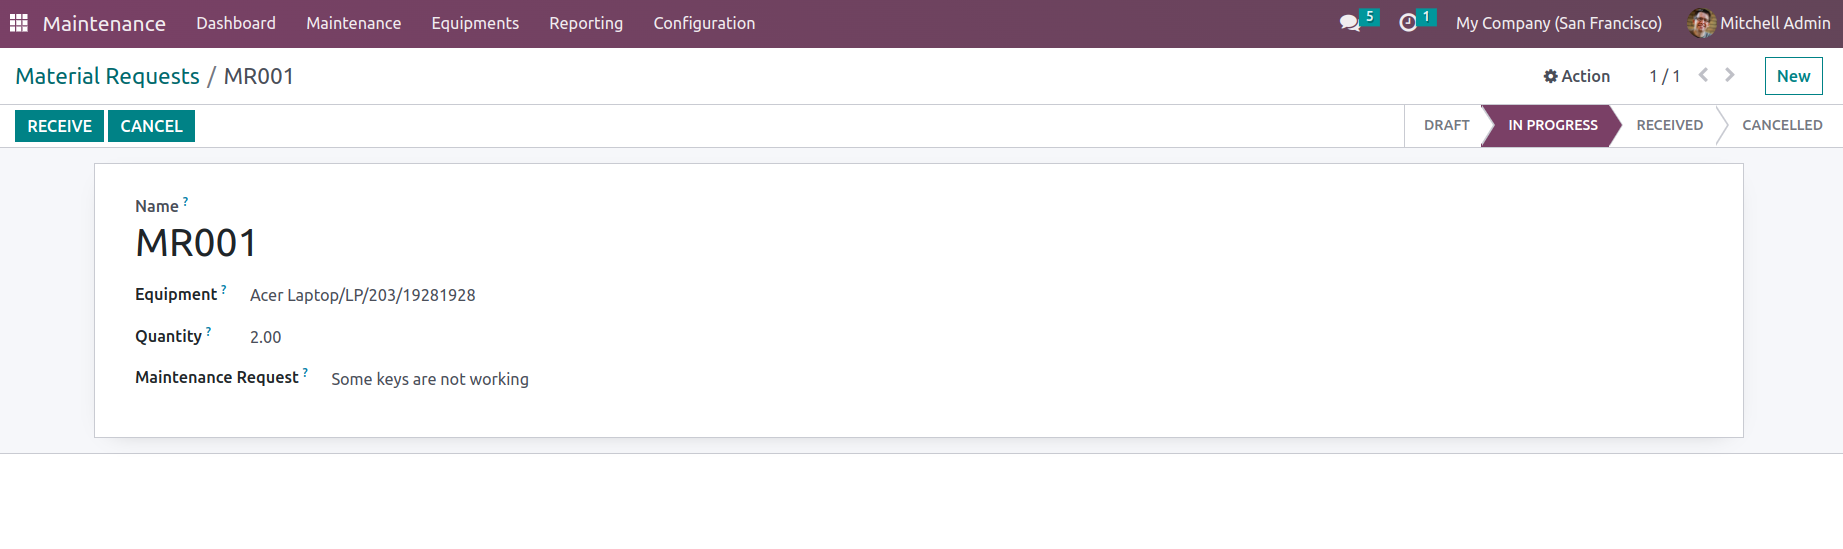 Maintenance Dashboard Maintenance Equipments Reporting Configuration 5 1 My Company (San Francisco) Mitchell Admin
Material Requests / MR001 Action 1 / 1 New
RECEIVE CANCEL DRAFT IN PROGRESS RECEIVED CANCELLED
Name ?
MR001
Equipment ? Acer Laptop/LP/203/19281928
Quantity ? 2.00
Maintenance Request ? Some keys are not working